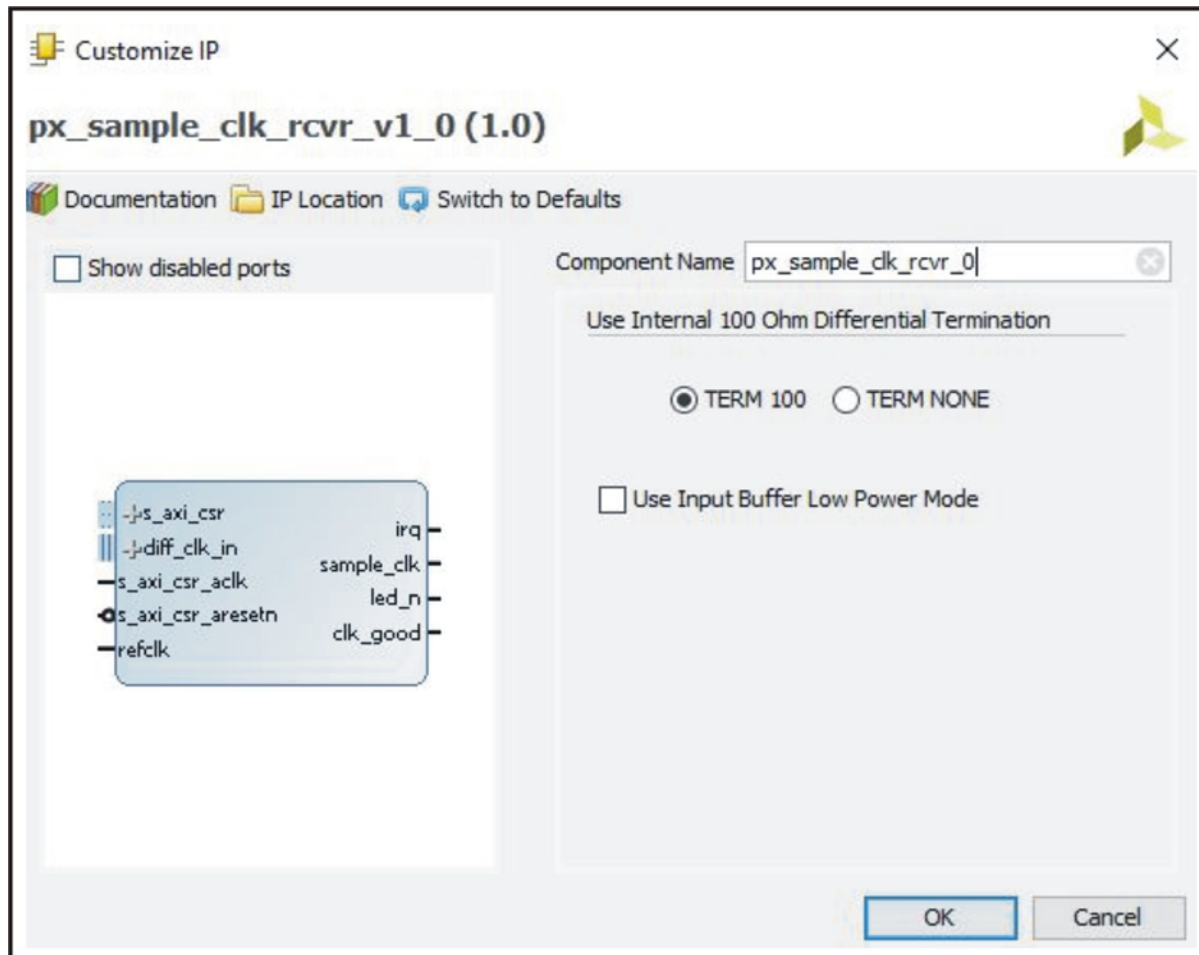 Customize IP
px_sample_clk_rcvr_v1_0 (1.0)
Documentation IP Location Switch to Defaults
Show disabled ports
Component Name px_sample_clk_rcvr_0
Use Internal 100 Ohm Differential Termination
TERM 100 TERM NONE
Use Input Buffer Low Power Mode
s_axi_csr
diff_clk_in
s_axi_csr_aclk
s_axi_csr_aresetn
refclk
irq
sample_clk
led_n
clk_good
OK Cancel